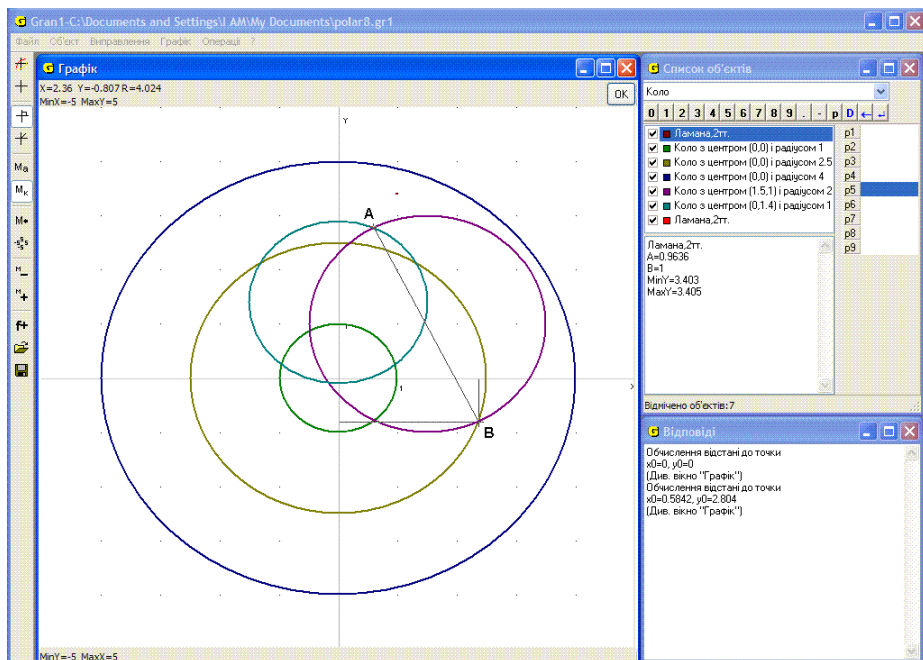 Gran1-C:\Documents and Settings\I AM\My Documents\polar8.gr1
Файл Об'єкт Виправлення Графік Операції ?
Графік
X=2.36 Y=-0.807 R=4.024
MinX=-5 MaxY=5
OK
Y
A
1
1
B
MinY=-5 MaxX=5
Список об'єктів
Коло
0 1 2 3 4 5 6 7 8 9 . - p D
Ламана,2тт.
Коло з центром (0,0) і радіусом 1
Коло з центром (0,0) і радіусом 2.5
Коло з центром (0,0) і радіусом 4
Коло з центром (1.5,1) і радіусом 2
Коло з центром (0,1.4) і радіусом 1
Ламана,2тт.
p1
p2
p3
p4
p5
p6
p7
p8
p9
Ламана,2тт.
A=0.9636
B=1
MinY=3.403
MaxY=3.405
Відмічено об'єктів:7
Відповіді
Обчислення відстані до точки
x0=0, y0=0
(Див. вікно "Графік")
Обчислення відстані до точки
x0=0.5842, y0=2.804
(Див. вікно "Графік")